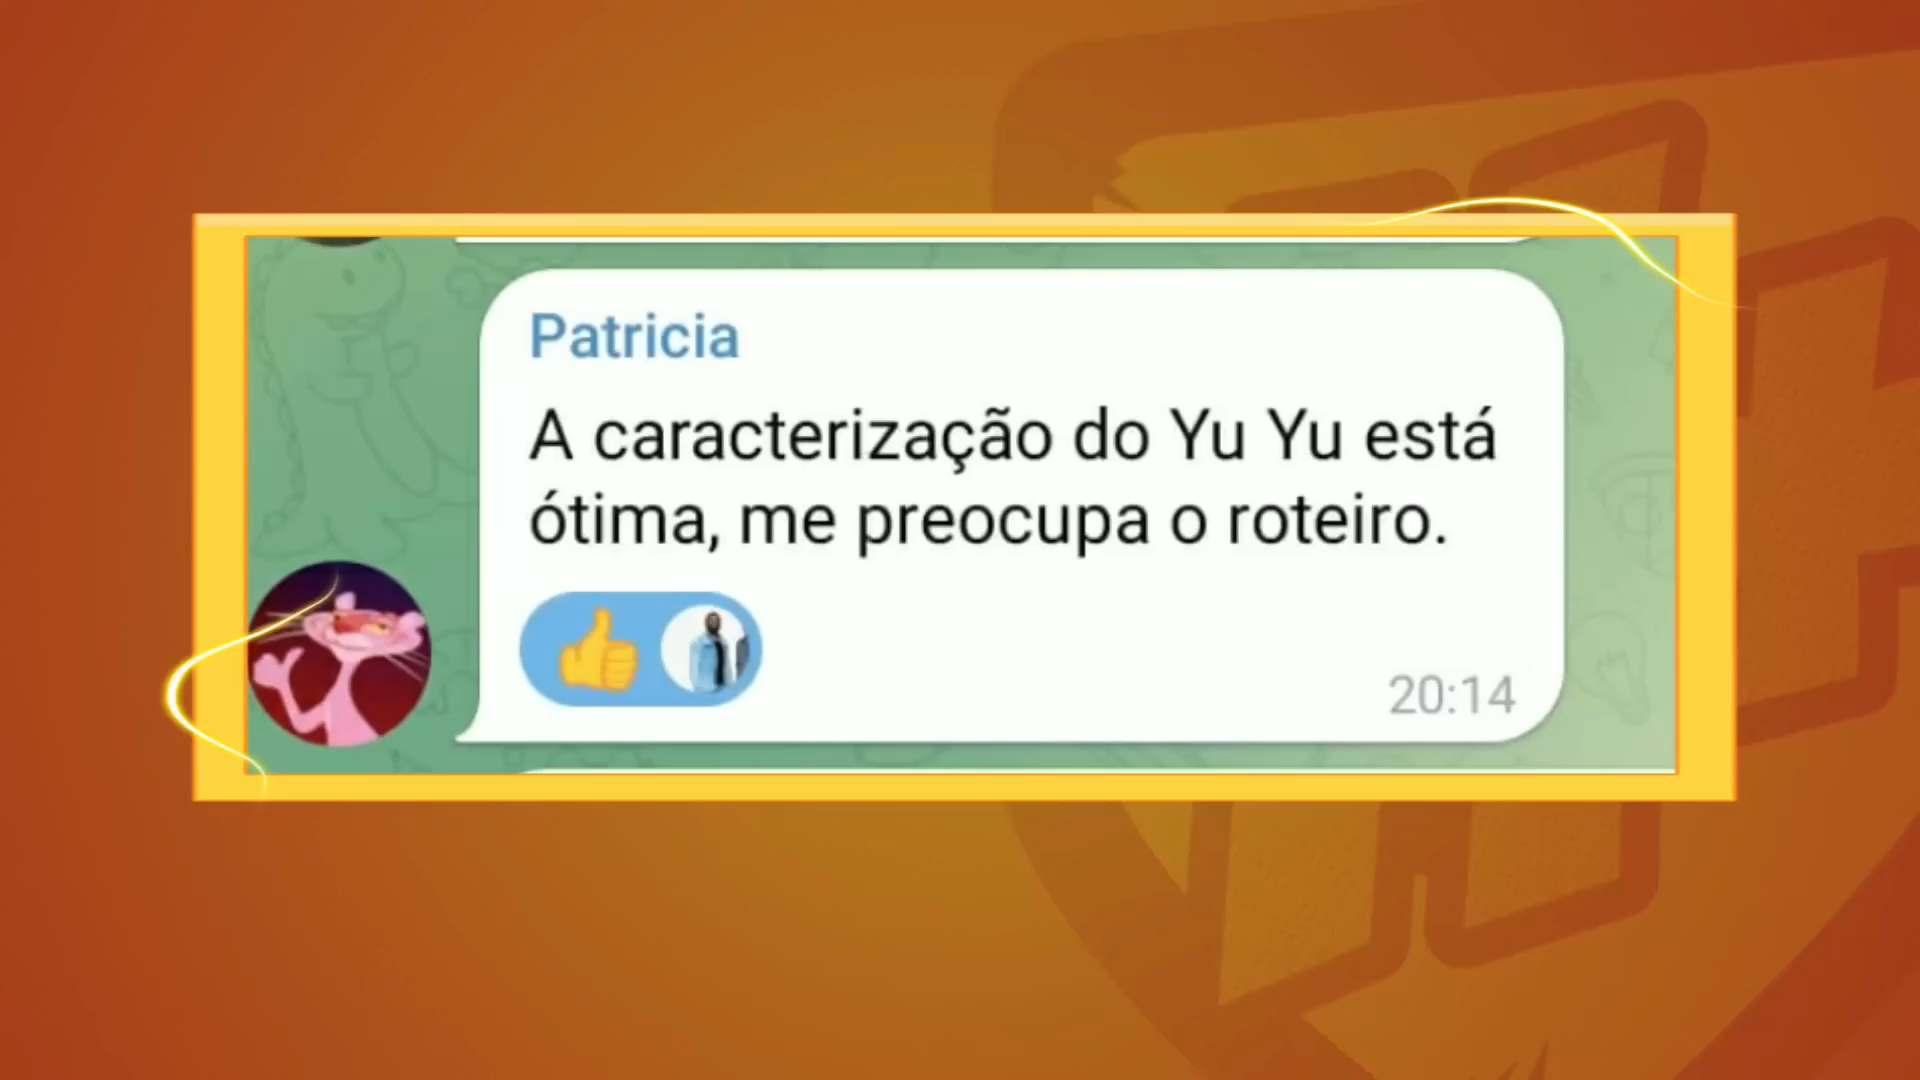 Patricia
A caracterização do Yu Yu está
ótima, me preocupa o roteiro.
20:14